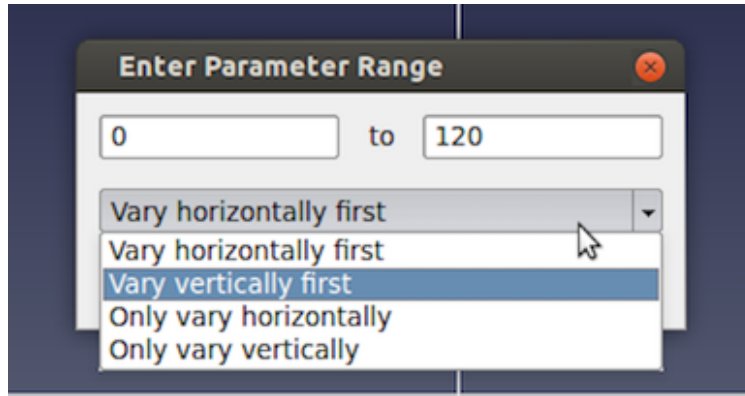 Enter Parameter Range
0 to 120
Vary horizontally first
Vary horizontally first
Vary vertically first
Only vary horizontally
Only vary vertically